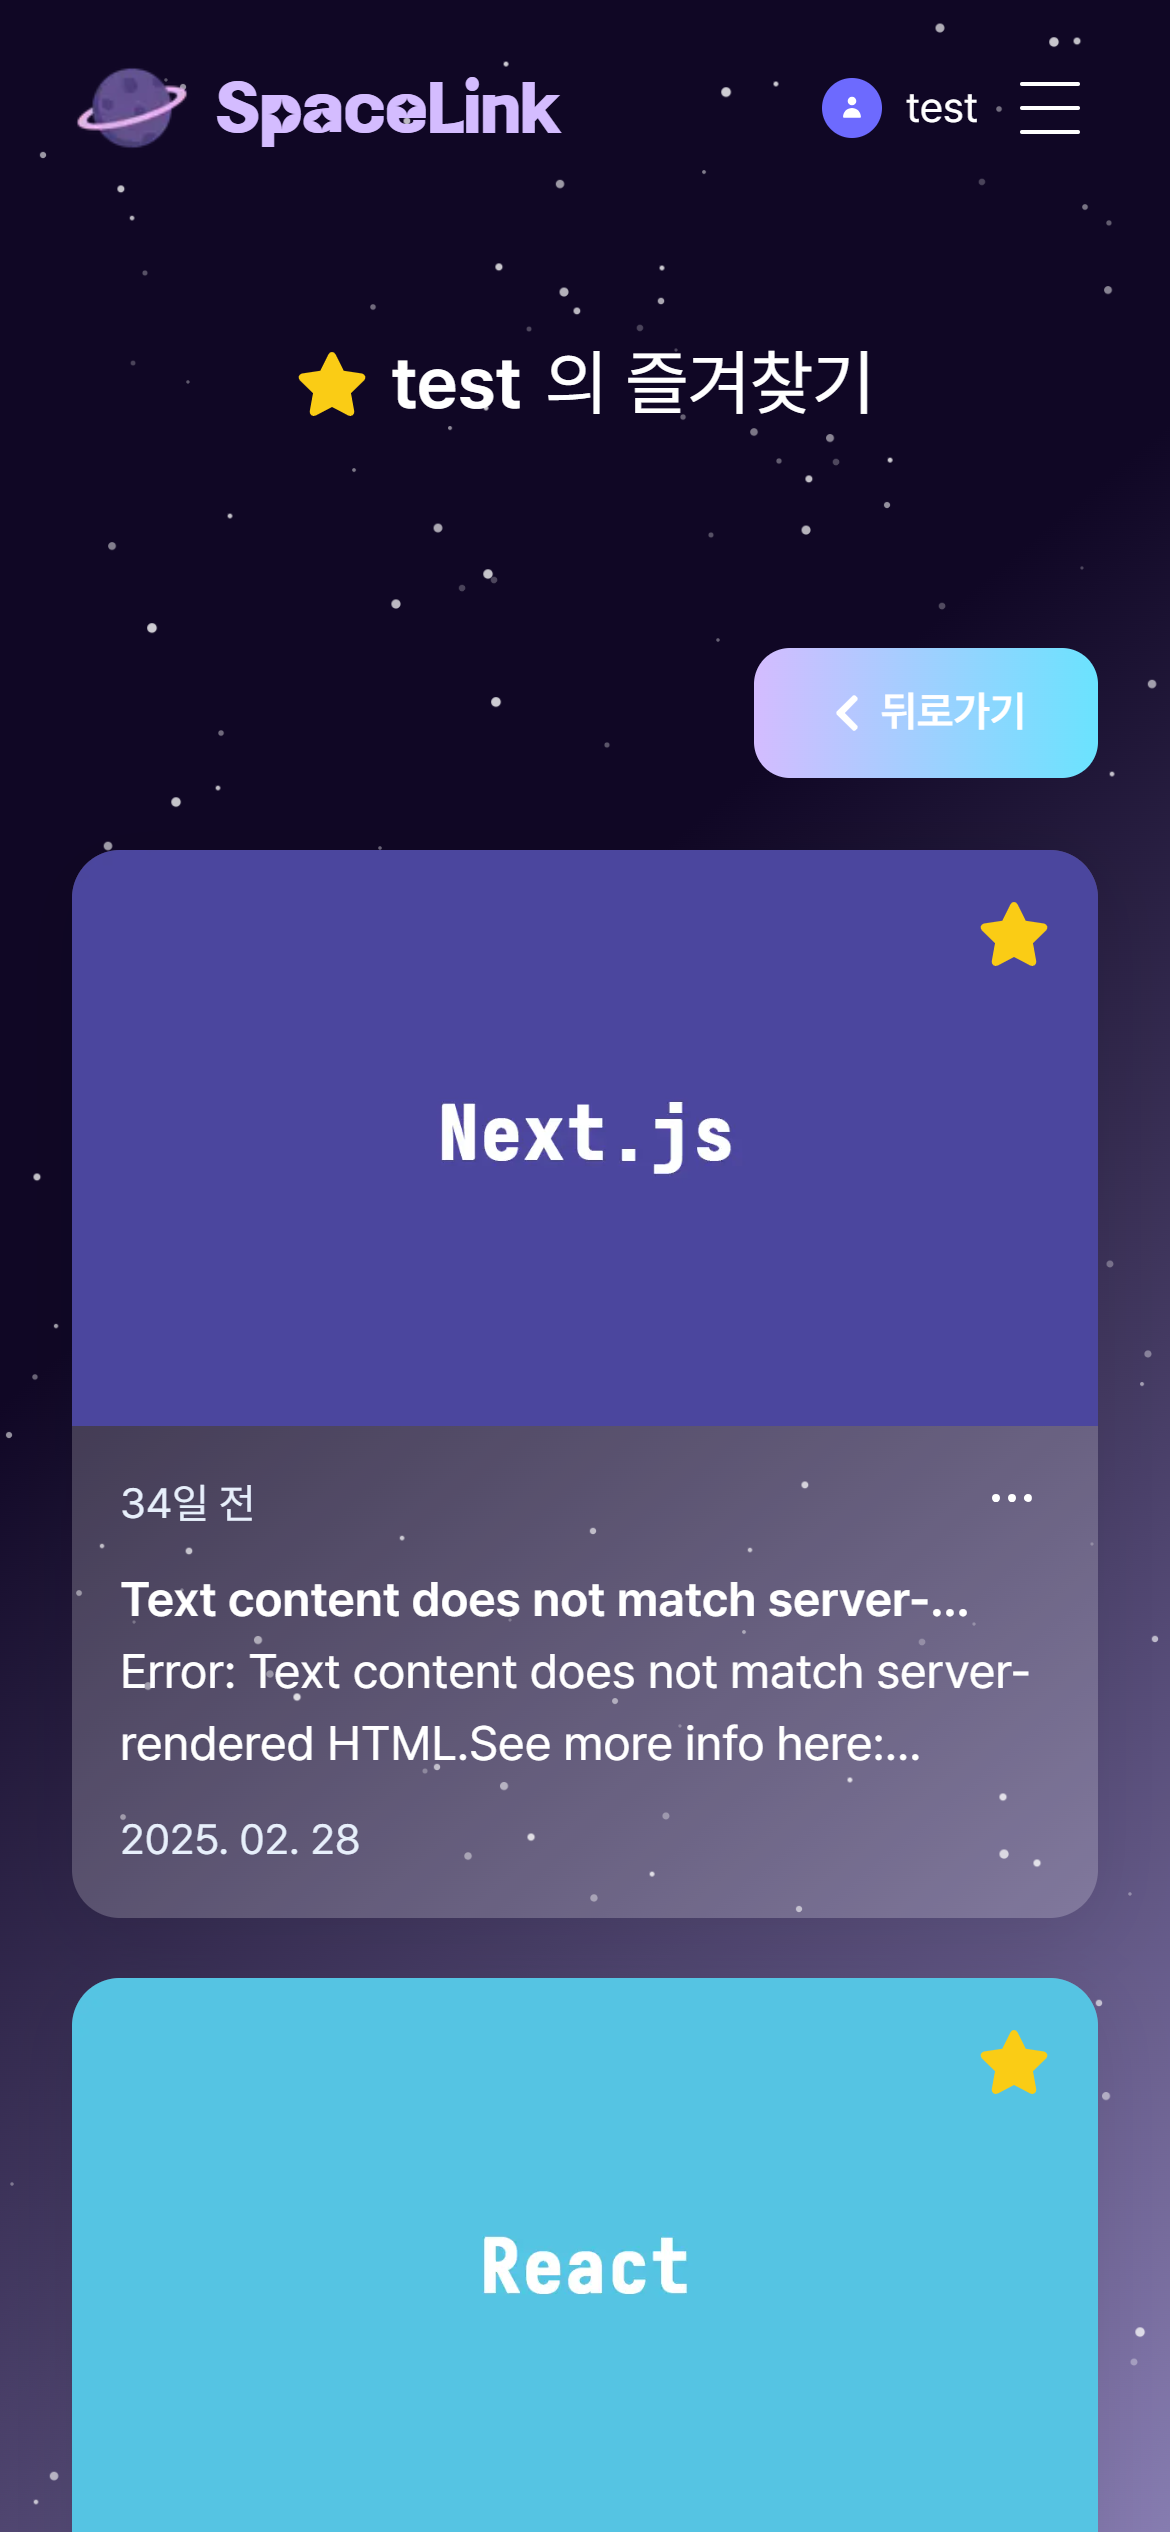 SpaceLink
test
test 의 즐겨찾기
뒤로가기
Next.js
34일 전
Text content does not match server-...
Error: Text content does not match server-
rendered HTML.See more info here:...
2025. 02. 28
React